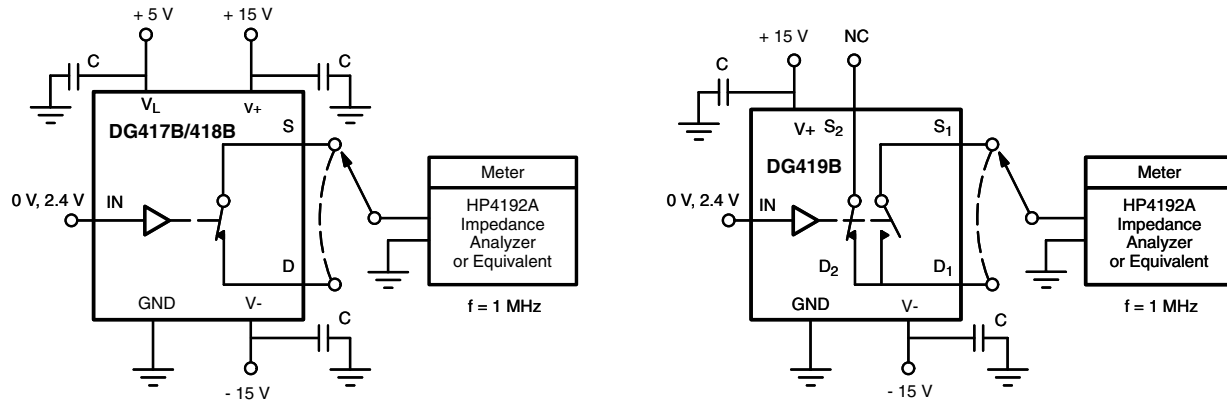 + 5 V
+ 15 V
C
C
VL
V+
DG417B/418B
S
0 V, 2.4 V
IN
D
GND
V-
C
- 15 V
Meter
HP4192A
Impedance
Analyzer
or Equivalent
f = 1 MHz
+ 15 V
NC
C
V+
S2
S1
DG419B
0 V, 2.4 V
IN
D2
D1
GND
V-
C
- 15 V
Meter
HP4192A
Impedance
Analyzer
or Equivalent
f = 1 MHz